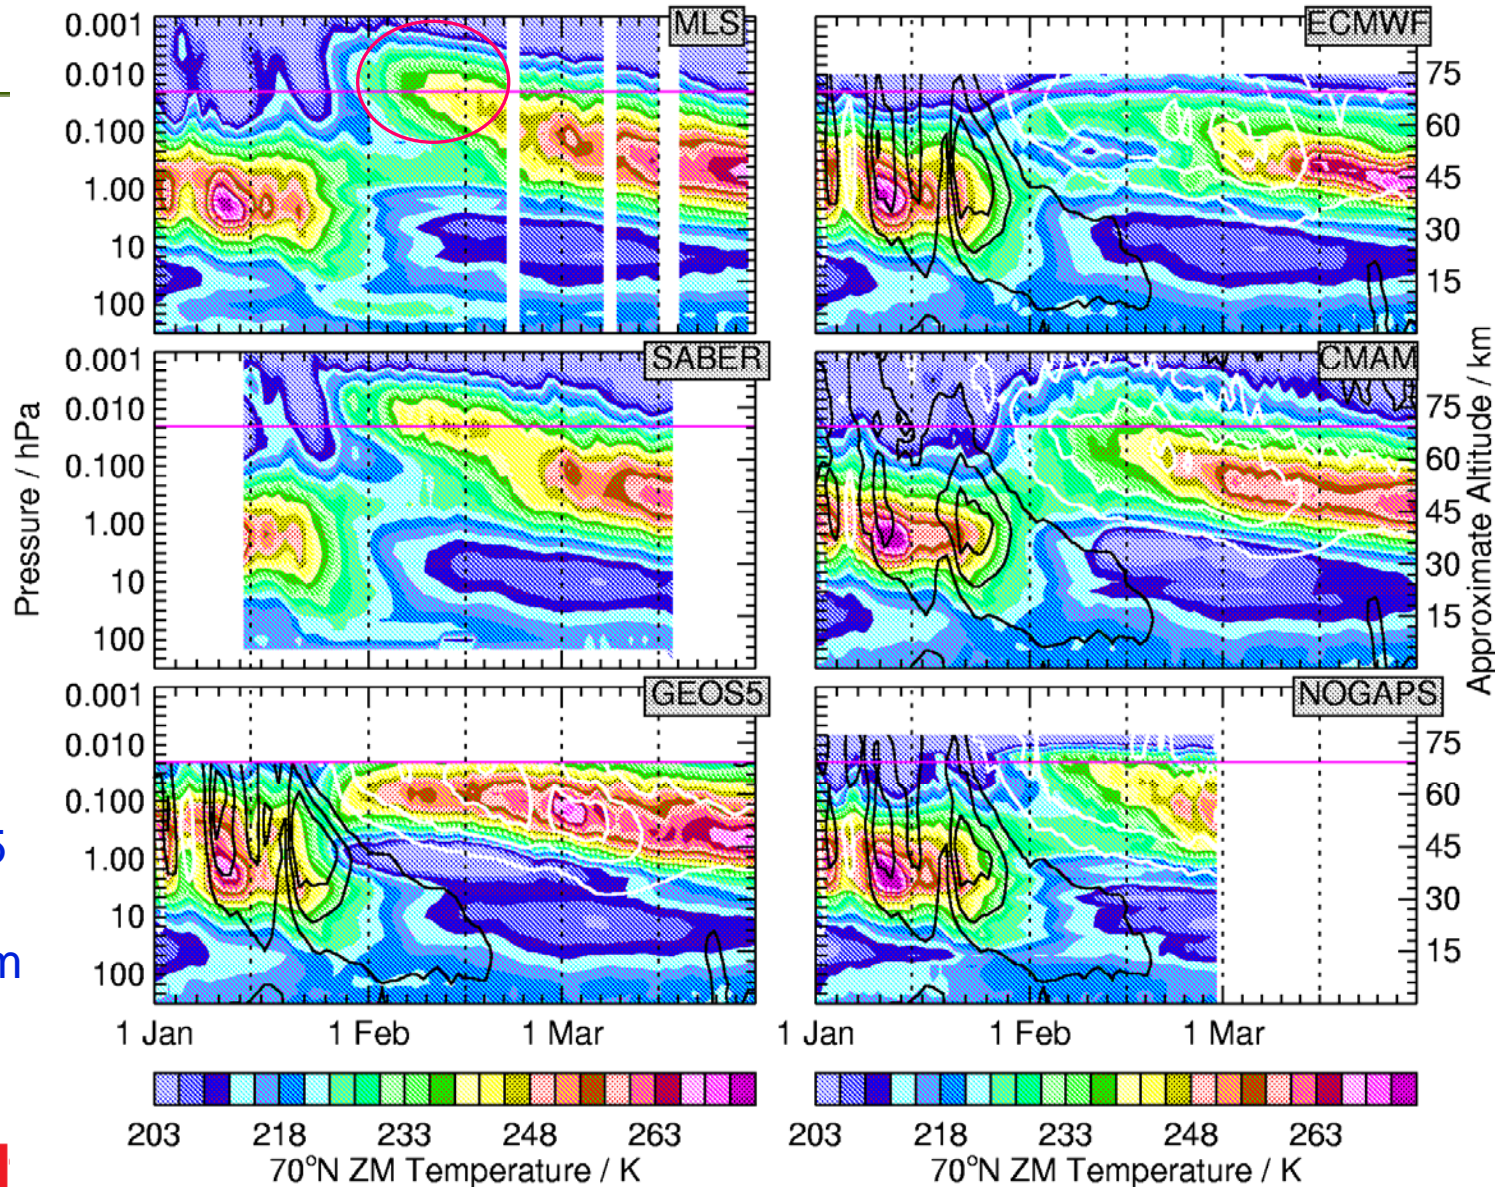 MLS
0.001
0.010
0.100
1.00
10
100
ECMWF
75
60
45
30
15
SABER
0.001
0.010
0.100
1.00
10
100
CMAM
75
60
45
30
15
GEOS5
0.001
0.010
0.100
1.00
10
100
NOGAPS
75
60
45
30
15
Pressure / hPa
Approximate Altitude / km
5
m
1 Jan 1 Feb 1 Mar
1 Jan 1 Feb 1 Mar
203 218 233 248 263
203 218 233 248 263
70°N ZM Temperature / K
70°N ZM Temperature / K